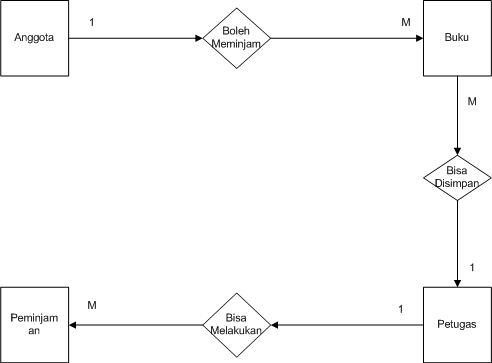 Anggota
1
Boleh
Meminjam
M
Buku
M
Bisa
Disimpan
1
Peminjam
an
M
Bisa
Melakukan
1
Petugas